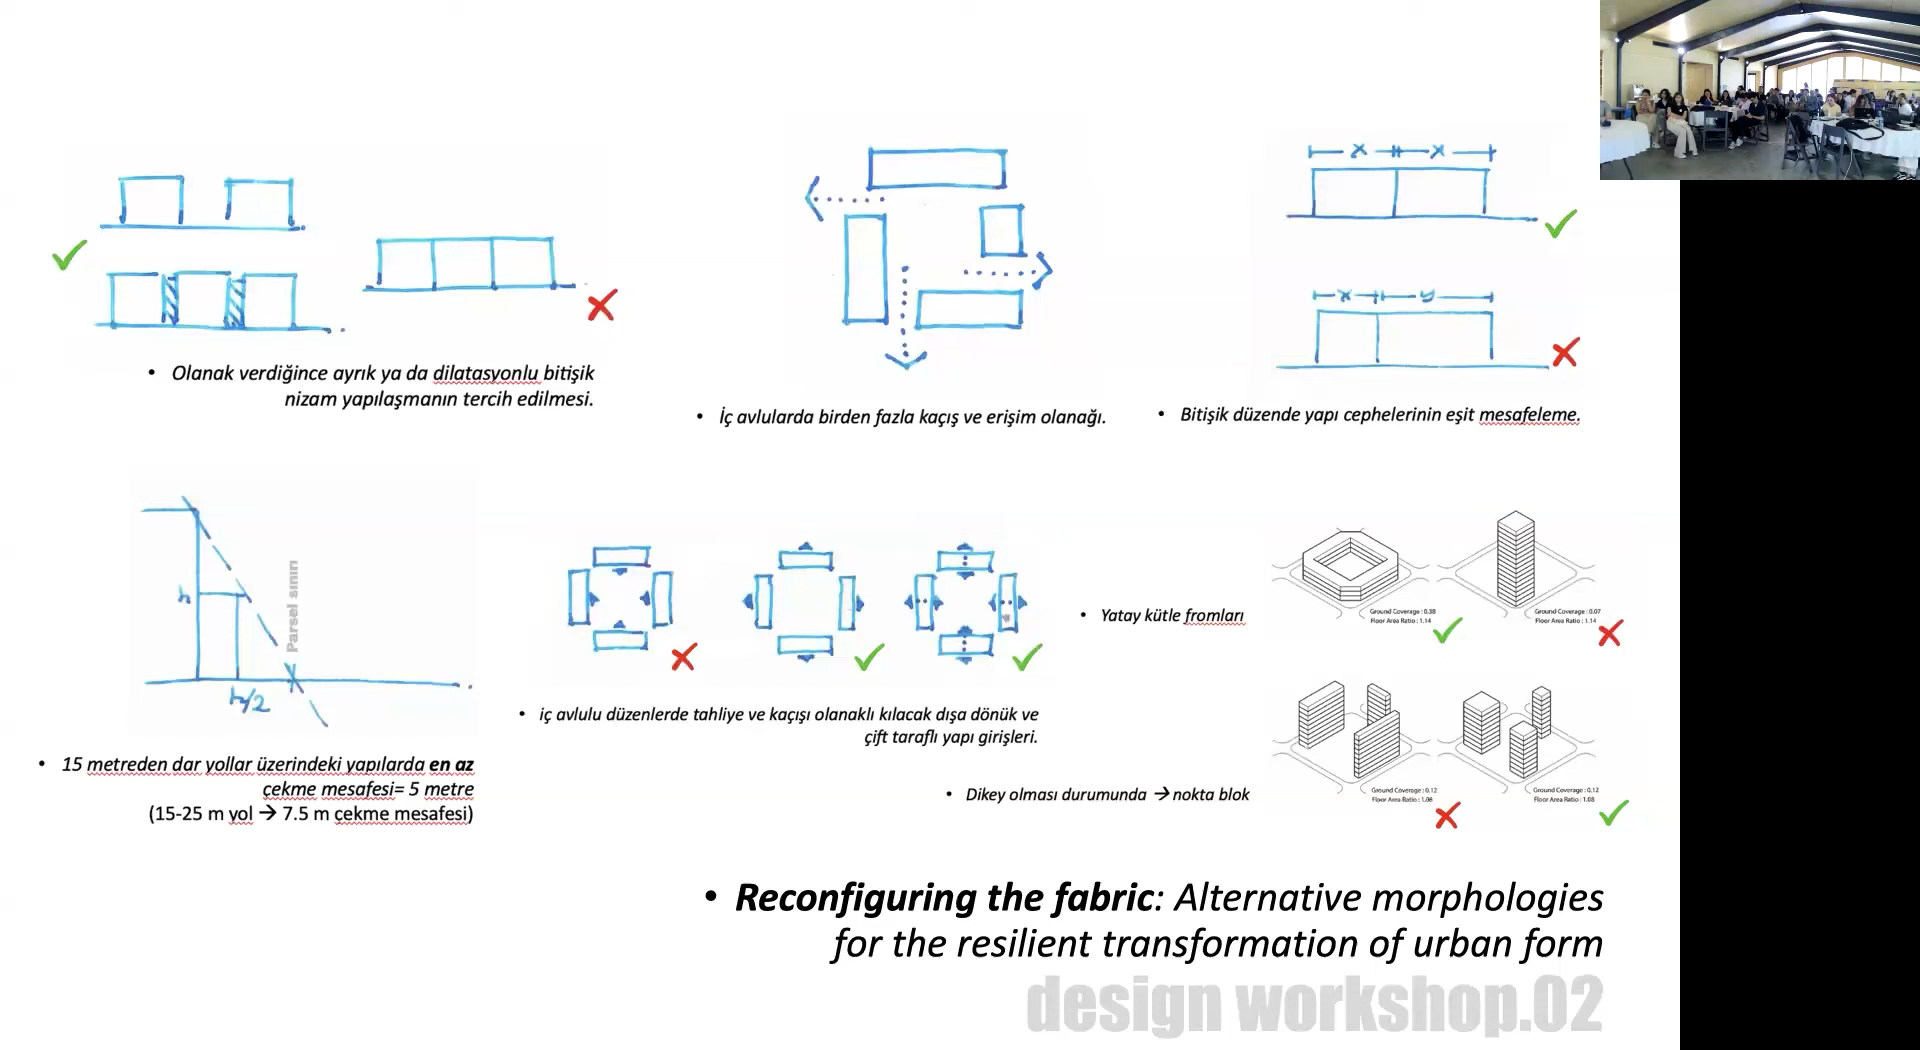 x x
x y
• Olanak verdiğince ayrık ya da dilatasyonlu bitişik
nizam yapılaşmanın tercih edilmesi.
• İç avlularda birden fazla kaçış ve erişim olanağı.
• Bitişik düzende yapı cephelerinin eşit mesafeleme.
h
h/2
Parsel sınırı
• 15 metreden dar yollar üzerindeki yapılarda en az
çekme mesafesi= 5 metre
(15-25 m yol → 7.5 m çekme mesafesi)
• iç avlulu düzenlerde tahliye ve kaçışı olanaklı kılacak dışa dönük ve
çift taraflı yapı girişleri.
• Yatay kütle fromları
Ground Coverage : 0.38
Floor Area Ratio : 1.14
Ground Coverage : 0.07
Floor Area Ratio : 1.14
• Dikey olması durumunda → nokta blok
Ground Coverage : 0.12
Floor Area Ratio : 1.08
Ground Coverage : 0.12
Floor Area Ratio : 1.08
• Reconfiguring the fabric: Alternative morphologies
for the resilient transformation of urban form
design workshop.02